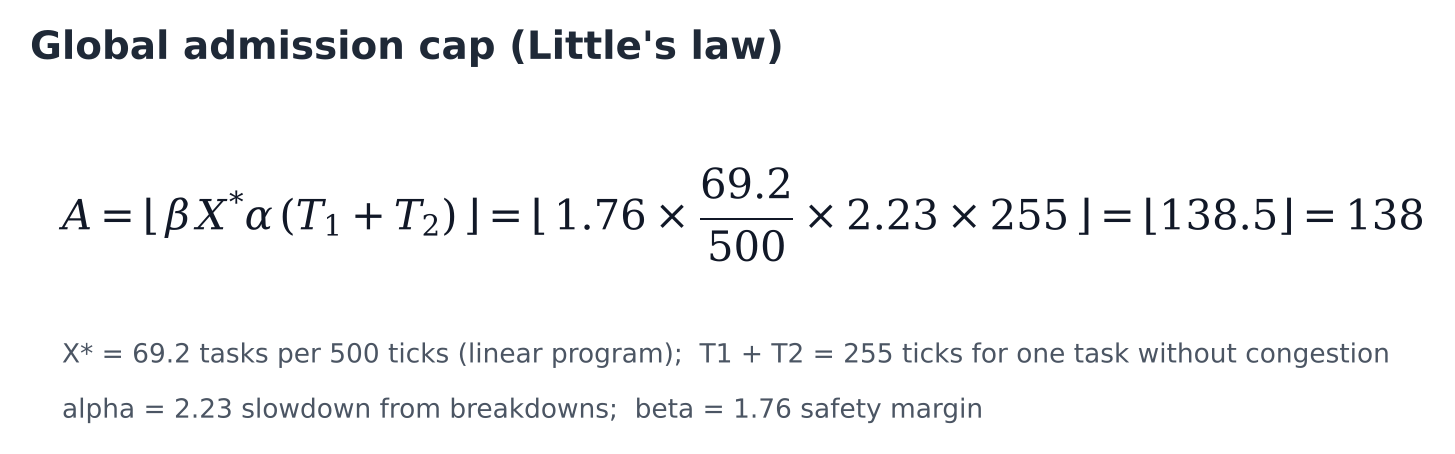 Global admission cap (Little's law)
A = ⌊ β X* α (T₁ + T₂) ⌋ = ⌊ 1.76 × 69.2/500 × 2.23 × 255 ⌋ = ⌊138.5⌋ = 138
X* = 69.2 tasks per 500 ticks (linear program);  T1 + T2 = 255 ticks for one task without congestion
alpha = 2.23 slowdown from breakdowns;  beta = 1.76 safety margin